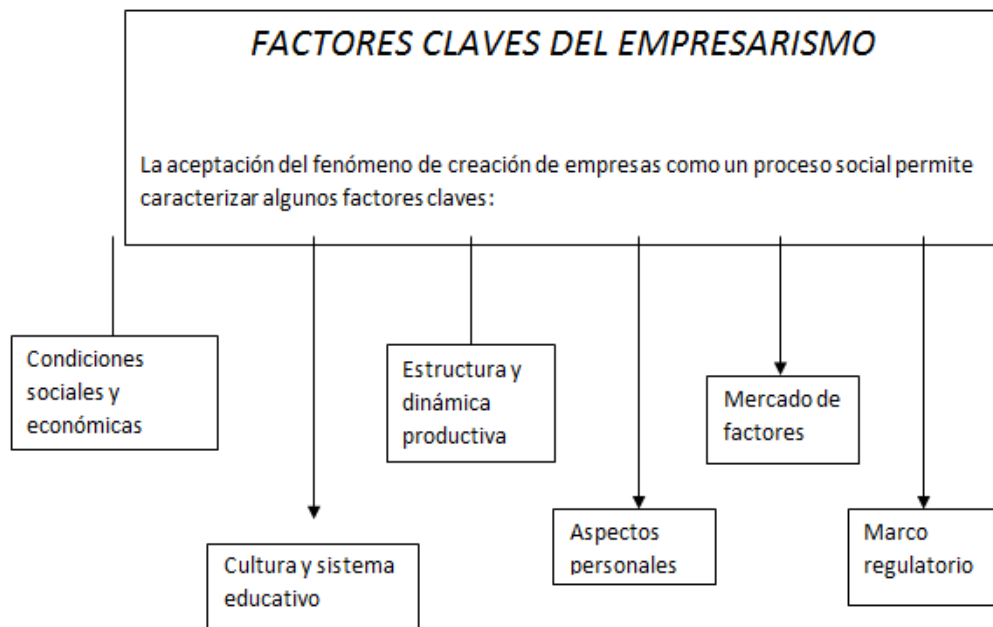 FACTORES CLAVES DEL EMPRESARISMO
La aceptación del fenómeno de creación de empresas como un proceso social permite
caracterizar algunos factores claves:
Condiciones
sociales y
económicas
Cultura y sistema
educativo
Estructura y
dinámica
productiva
Aspectos
personales
Mercado de
factores
Marco
regulatorio